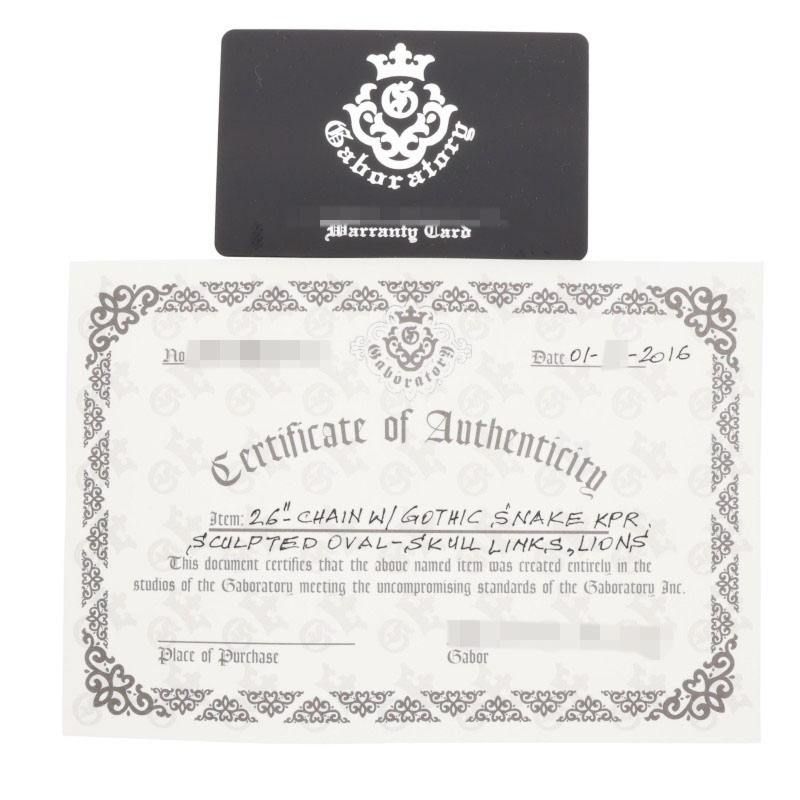 G
Gaboratory
Warranty Card
No
G
Gaboratory
Date 01- -2016
Certificate of Authenticity
Item: 26"-CHAIN W/ GOTHIC SNAKE KPR.
SCULPTED OVAL-SKULL LINKS, LIONS
This document certifies that the above named item was created entirely in the
studios of the Gaboratory meeting the uncompromising standards of the Gaboratory Inc.
Place of Purchase
Gabor